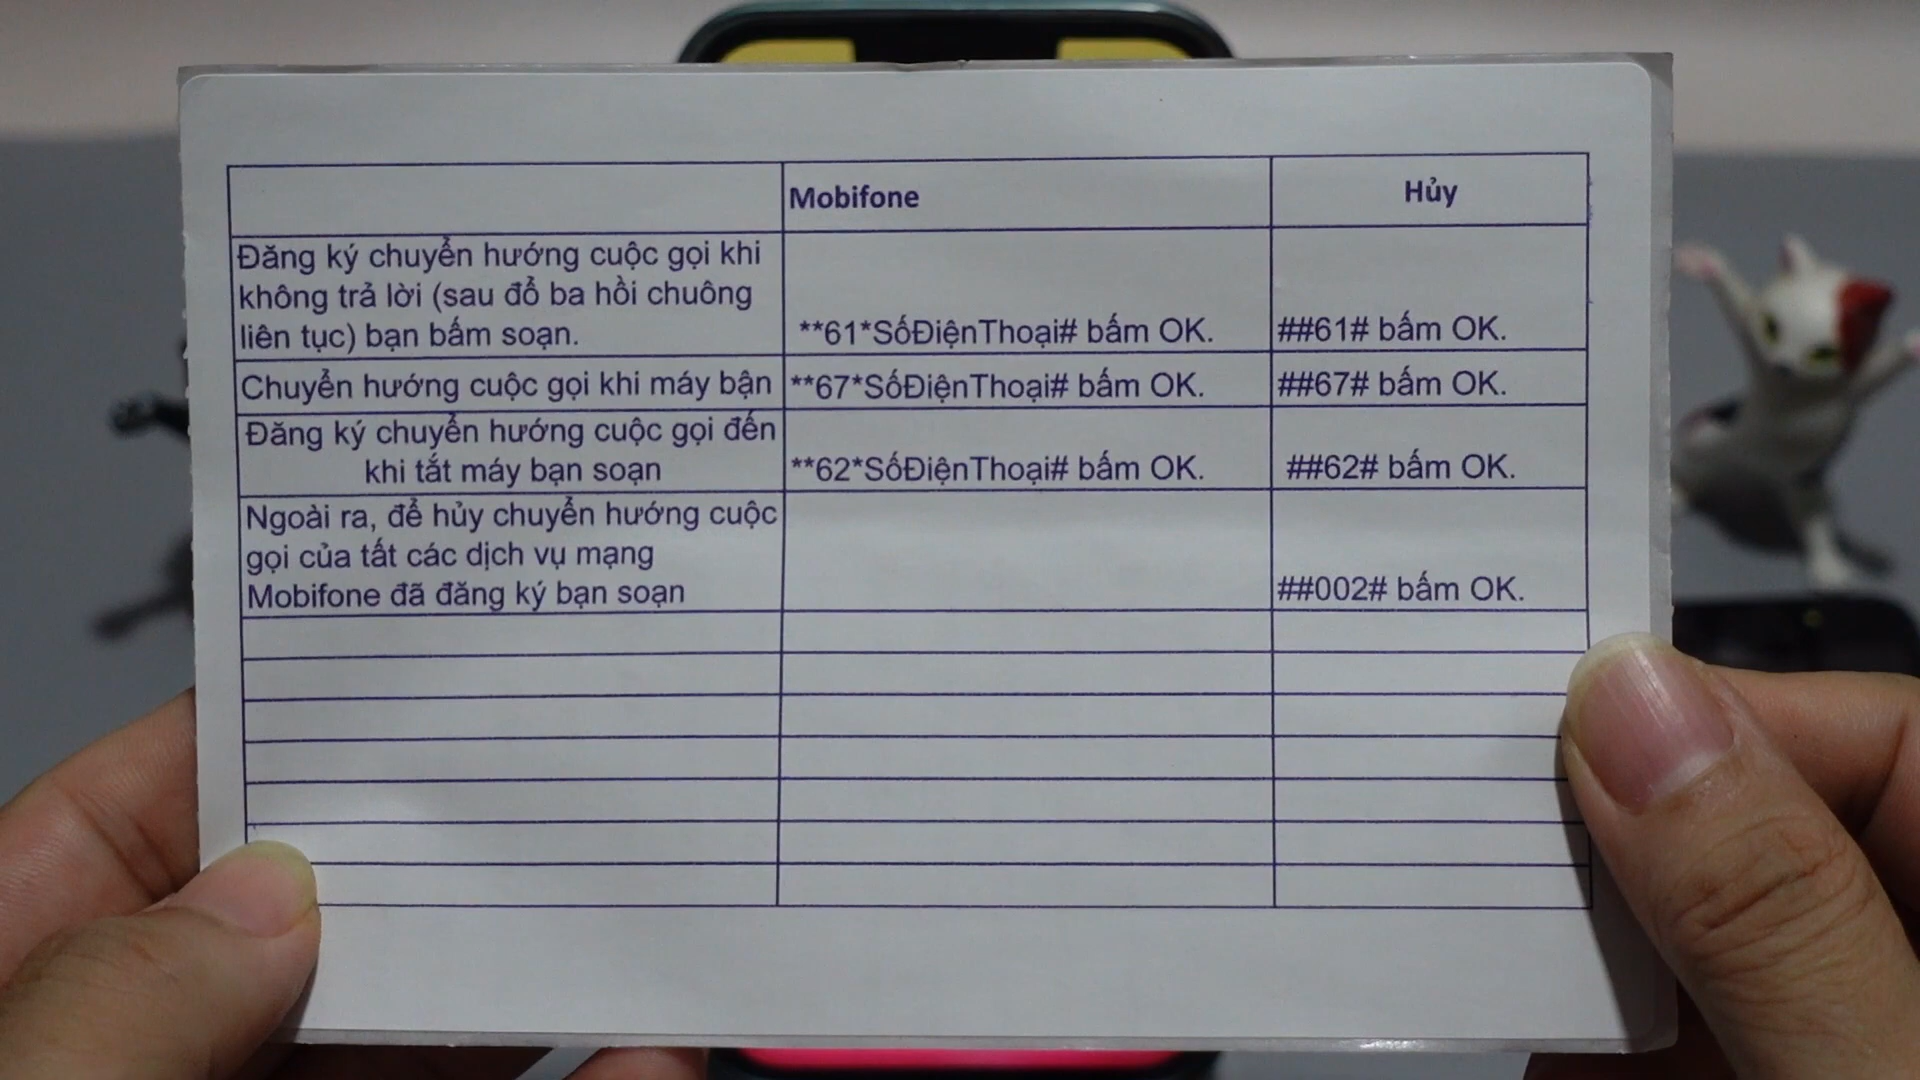 Mobifone
Hủy
Đăng ký chuyển hướng cuộc gọi khi
không trả lời (sau đổ ba hồi chuông
liên tục) bạn bấm soạn.
**61*SốĐiệnThoại# bấm OK.
##61# bấm OK.
Chuyển hướng cuộc gọi khi máy bận
**67*SốĐiệnThoại# bấm OK.
##67# bấm OK.
Đăng ký chuyển hướng cuộc gọi đến
khi tắt máy bạn soạn
**62*SốĐiệnThoại# bấm OK.
##62# bấm OK.
Ngoài ra, để hủy chuyển hướng cuộc
gọi của tất các dịch vụ mạng
Mobifone đã đăng ký bạn soạn
##002# bấm OK.